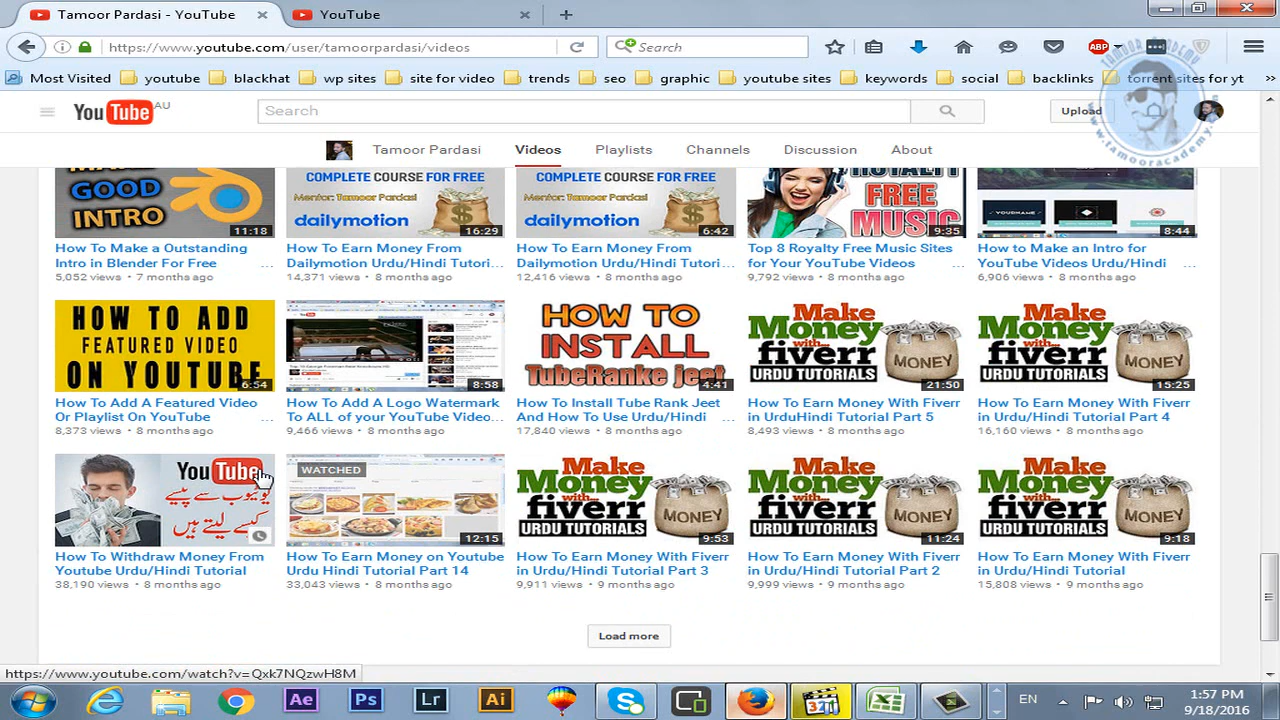 Tamoor Pardasi - YouTube
YouTube
https://www.youtube.com/user/tamoorpardasi/videos
Search
ABP
Most Visited
youtube
blackhat
wp sites
site for video
trends
seo
graphic
youtube sites
keywords
social
backlinks
torrent sites for yt
YouTube AU
Search
Upload
TAMOOR ACADEMY
www.tamooracademy.
Tamoor Pardasi
Videos
Playlists
Channels
Discussion
About
GOOD
INTRO
11:18
COMPLETE COURSE FOR FREE
Mentor: Tamoor Pardasi
dailymotion
16:29
COMPLETE COURSE FOR FREE
Mentor: Tamoor Pardasi
dailymotion
6:42
FREE
MUSIC
9:35
YOURNAME
8:44
How To Make a Outstanding
Intro in Blender For Free
...
5,052 views • 7 months ago
How To Earn Money From
Dailymotion Urdu/Hindi Tutori...
14,371 views • 8 months ago
How To Earn Money From
Dailymotion Urdu/Hindi Tutori...
12,416 views • 8 months ago
Top 8 Royalty Free Music Sites
for Your YouTube Videos
...
9,792 views • 8 months ago
How to Make an Intro for
YouTube Videos Urdu/Hindi
...
6,906 views • 8 months ago
HOW TO ADD
FEATURED VIDEO
ON YOUTUBE
6:54
8:58
HOW TO
INSTALL
TubeRanke jeet
4:41
Make
Money
with...
fiverr
URDU TUTORIALS
MONEY
21:50
Make
Money
with...
fiverr
URDU TUTORIALS
MONEY
15:25
How To Add A Featured Video
Or Playlist On YouTube
...
8,373 views • 8 months ago
How To Add A Logo Watermark
To ALL of your YouTube Video...
9,466 views • 8 months ago
How To Install Tube Rank Jeet
And How To Use Urdu/Hindi
...
17,840 views • 8 months ago
How To Earn Money With Fiverr
in UrduHindi Tutorial Part 5
8,493 views • 8 months ago
How To Earn Money With Fiverr
in Urdu/Hindi Tutorial Part 4
16,160 views • 8 months ago
YouTube
یوٹیوب سے پیسے
کیسے لیتے ہیں
WATCHED
12:15
Make
Money
with...
fiverr
URDU TUTORIALS
MONEY
9:53
Make
Money
with...
fiverr
URDU TUTORIALS
MONEY
11:24
Make
Money
with...
fiverr
URDU TUTORIALS
MONEY
9:18
How To Withdraw Money From
Youtube Urdu/Hindi Tutorial
38,190 views • 8 months ago
How To Earn Money on Youtube
Urdu Hindi Tutorial Part 14
33,043 views • 8 months ago
How To Earn Money With Fiverr
in Urdu/Hindi Tutorial Part 3
9,911 views • 9 months ago
How To Earn Money With Fiverr
in Urdu/Hindi Tutorial Part 2
9,999 views • 9 months ago
How To Earn Money With Fiverr
in Urdu/Hindi Tutorial
15,808 views • 9 months ago
Load more
https://www.youtube.com/watch?v=Qxk7NQzwH8M
Ae
Ps
Lr
Ai
EN
1:57 PM
9/18/2016